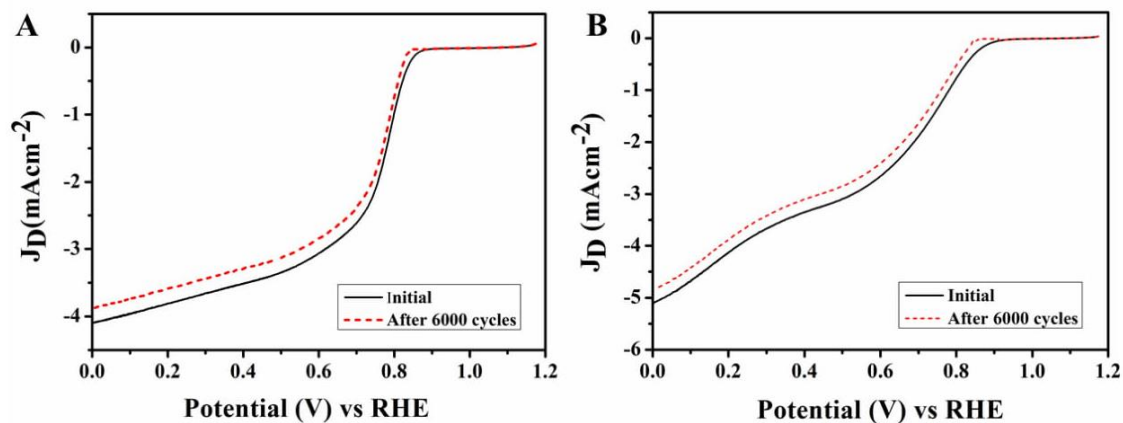 A
0
-1
-2
-3
-4
J_D(mAcm⁻²)
0.0 0.2 0.4 0.6 0.8 1.0 1.2
Potential (V) vs RHE
Initial
After 6000 cycles
B
0
-1
-2
-3
-4
-5
-6
J_D (mAcm⁻²)
0.0 0.2 0.4 0.6 0.8 1.0 1.2
Potential (V) vs RHE
Initial
After 6000 cycles